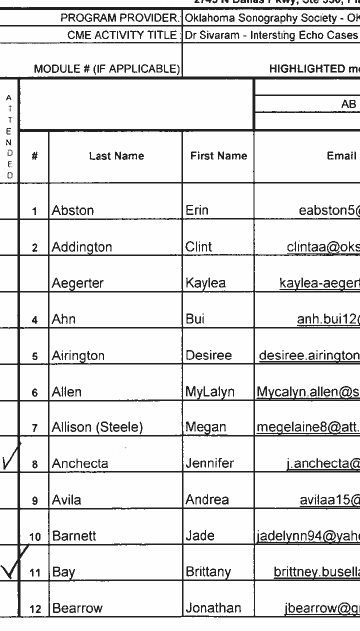 PROGRAM PROVIDER: Oklahoma Sonography Society - OK
CME ACTIVITY TITLE: Dr Sivaram - Intersting Echo Cases
MODULE # (IF APPLICABLE) HIGHLIGHTED
AB
ATTENDED # Last Name First Name Email
1 Abston Erin eabston5@
2 Addington Clint clintaa@oks
Aegerter Kaylea kaylea-aegert
4 Ahn Bui anh.bui12@
5 Airington Desiree desiree.airington
6 Allen MyLalyn Mycalyn.allen@s
7 Allison (Steele) Megan megelaine8@att.
8 Anchecta Jennifer j.anchecta@
9 Avila Andrea avilaa15@
10 Barnett Jade jadelynn94@yah
11 Bay Brittany brittney.busella
12 Bearrow Jonathan jbearrow@g